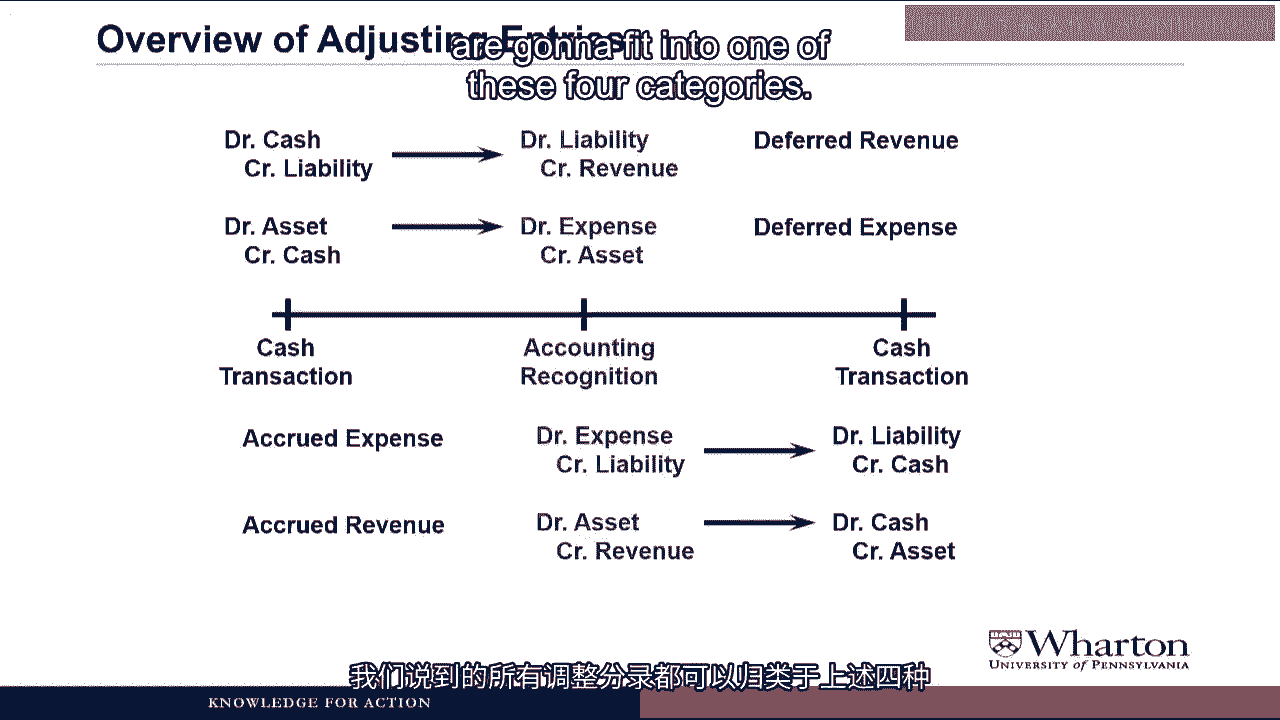 Overview of Adjusting Entries
are gonna fit into one of
these four categories.
Dr. Cash
Cr. Liability
Dr. Liability
Cr. Revenue
Deferred Revenue
Dr. Asset
Cr. Cash
Dr. Expense
Cr. Asset
Deferred Expense
Cash
Transaction
Accounting
Recognition
Cash
Transaction
Accrued Expense
Dr. Expense
Cr. Liability
Dr. Liability
Cr. Cash
Accrued Revenue
Dr. Asset
Cr. Revenue
Dr. Cash
Cr. Asset
Wharton
UNIVERSITY of PENNSYLVANIA
我们说到的所有调整分录都可以归类于上述四种
KNOWLEDGE FOR ACTION